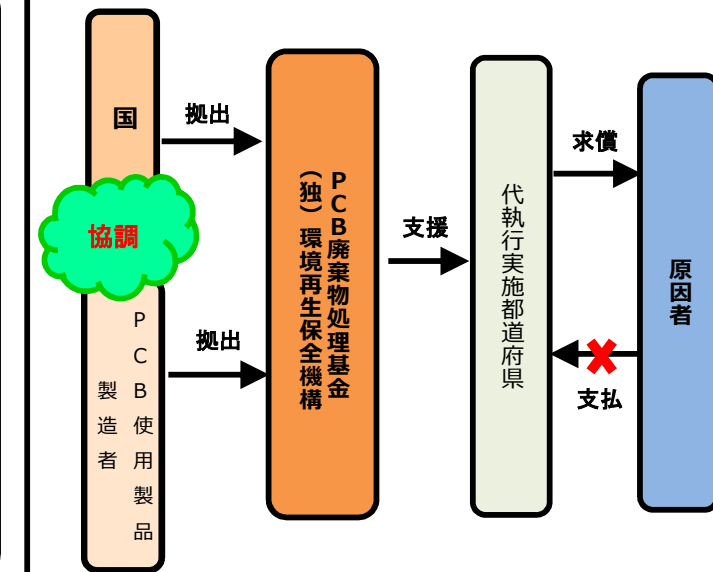 国
協調
PCB使用製品
製造者
拠出
拠出
PCB廃棄物処理基金
（独）環境再生保全機構
支援
代執行実施都道府県
求償
支払
原因者